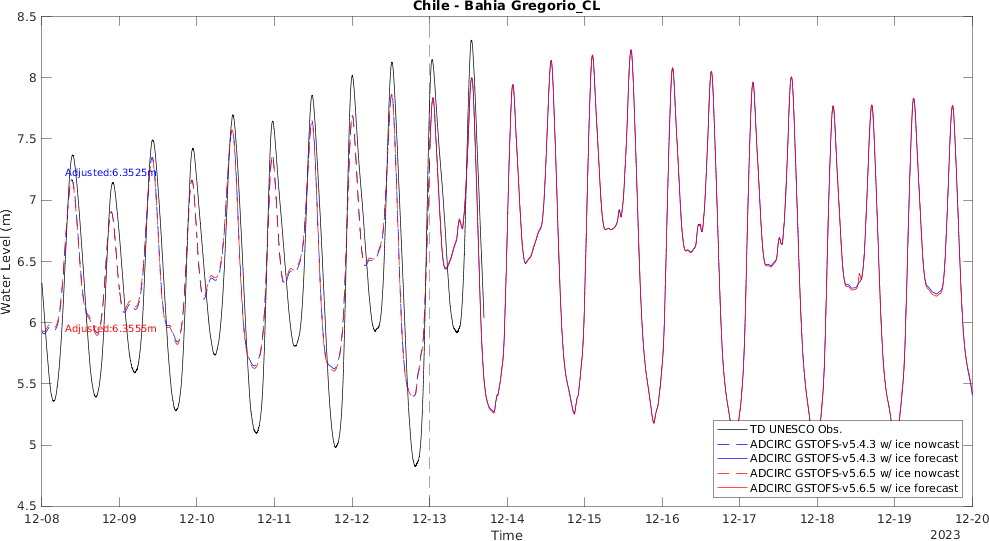 Chile - Bahia Gregorio_CL
8.5
8
7.5
7
6.5
6
5.5
5
4.5
Water Level (m)
Adjusted:6.3525m
Adjusted:6.3555m
TD UNESCO Obs.
ADCIRC GSTOFS-v5.4.3 w/ ice nowcast
ADCIRC GSTOFS-v5.4.3 w/ ice forecast
ADCIRC GSTOFS-v5.6.5 w/ ice nowcast
ADCIRC GSTOFS-v5.6.5 w/ ice forecast
12-08 12-09 12-10 12-11 12-12 12-13 12-14 12-15 12-16 12-17 12-18 12-19 12-20
Time
2023